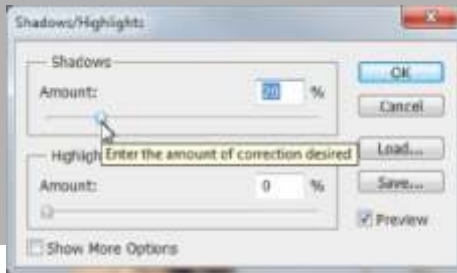 Shadows/Highlights
Shadows
Amount: 20 %
OK
Cancel
Enter the amount of correction desired
Highligh
Load...
Amount: 0 %
Save...
Preview
Show More Options